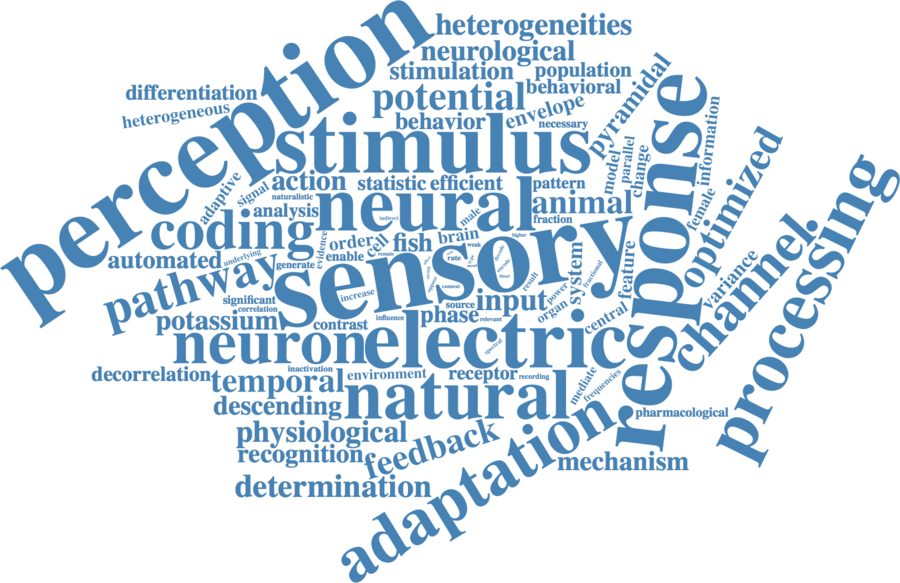 perception
heterogeneities
neurological
stimulation
population
differentiation
heterogeneous
potential
behavioral
envelope
behavior
necessary
pyramidal
response
information
stimulus
model
parallel
change
adaptive
signal
action
naturalistic
statistic
efficient
pattern
optimized
analysis
neural
indirect
animal
fraction
female
male
coding
evidence
order
cell
fish
brain
weak
higher
automated
underlying
generate
enable
remain
rate
sensory
system
feature
pathway
context
result
fractional
power
organ
variance
channel
processing
significant
correlation
increase
source
input
potassium
contrast
influence
phase
relevant
central
neuron
electric
spectral
inactivation
decorrelation
temporal
environment
receptor
recording
mediate
frequencies
descending
natural
pharmacological
physiological
feedback
adaptation
recognition
mechanism
determination